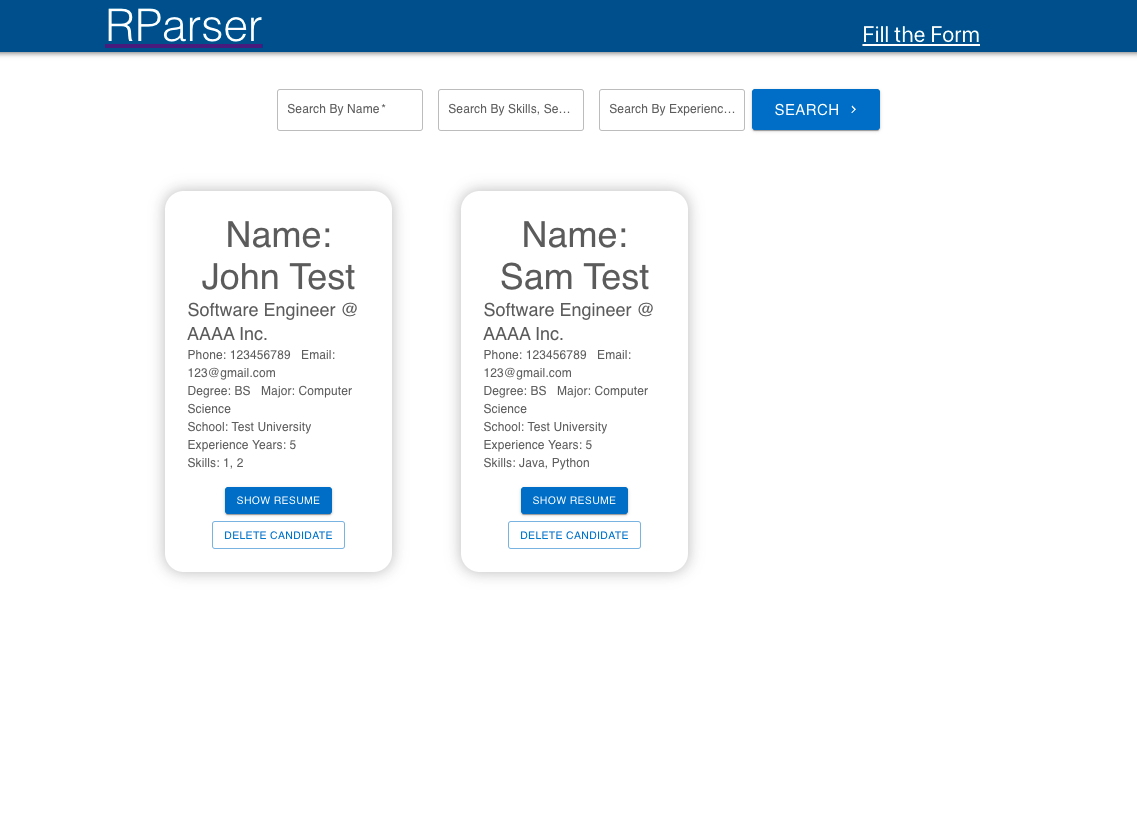 RParser
Fill the Form
Search By Name *
Search By Skills, Se...
Search By Experienc...
SEARCH
Name:
John Test
Software Engineer @
AAAA Inc.
Phone: 123456789 Email:
123@gmail.com
Degree: BS Major: Computer
Science
School: Test University
Experience Years: 5
Skills: 1, 2
SHOW RESUME
DELETE CANDIDATE
Name:
Sam Test
Software Engineer @
AAAA Inc.
Phone: 123456789 Email:
123@gmail.com
Degree: BS Major: Computer
Science
School: Test University
Experience Years: 5
Skills: Java, Python
SHOW RESUME
DELETE CANDIDATE